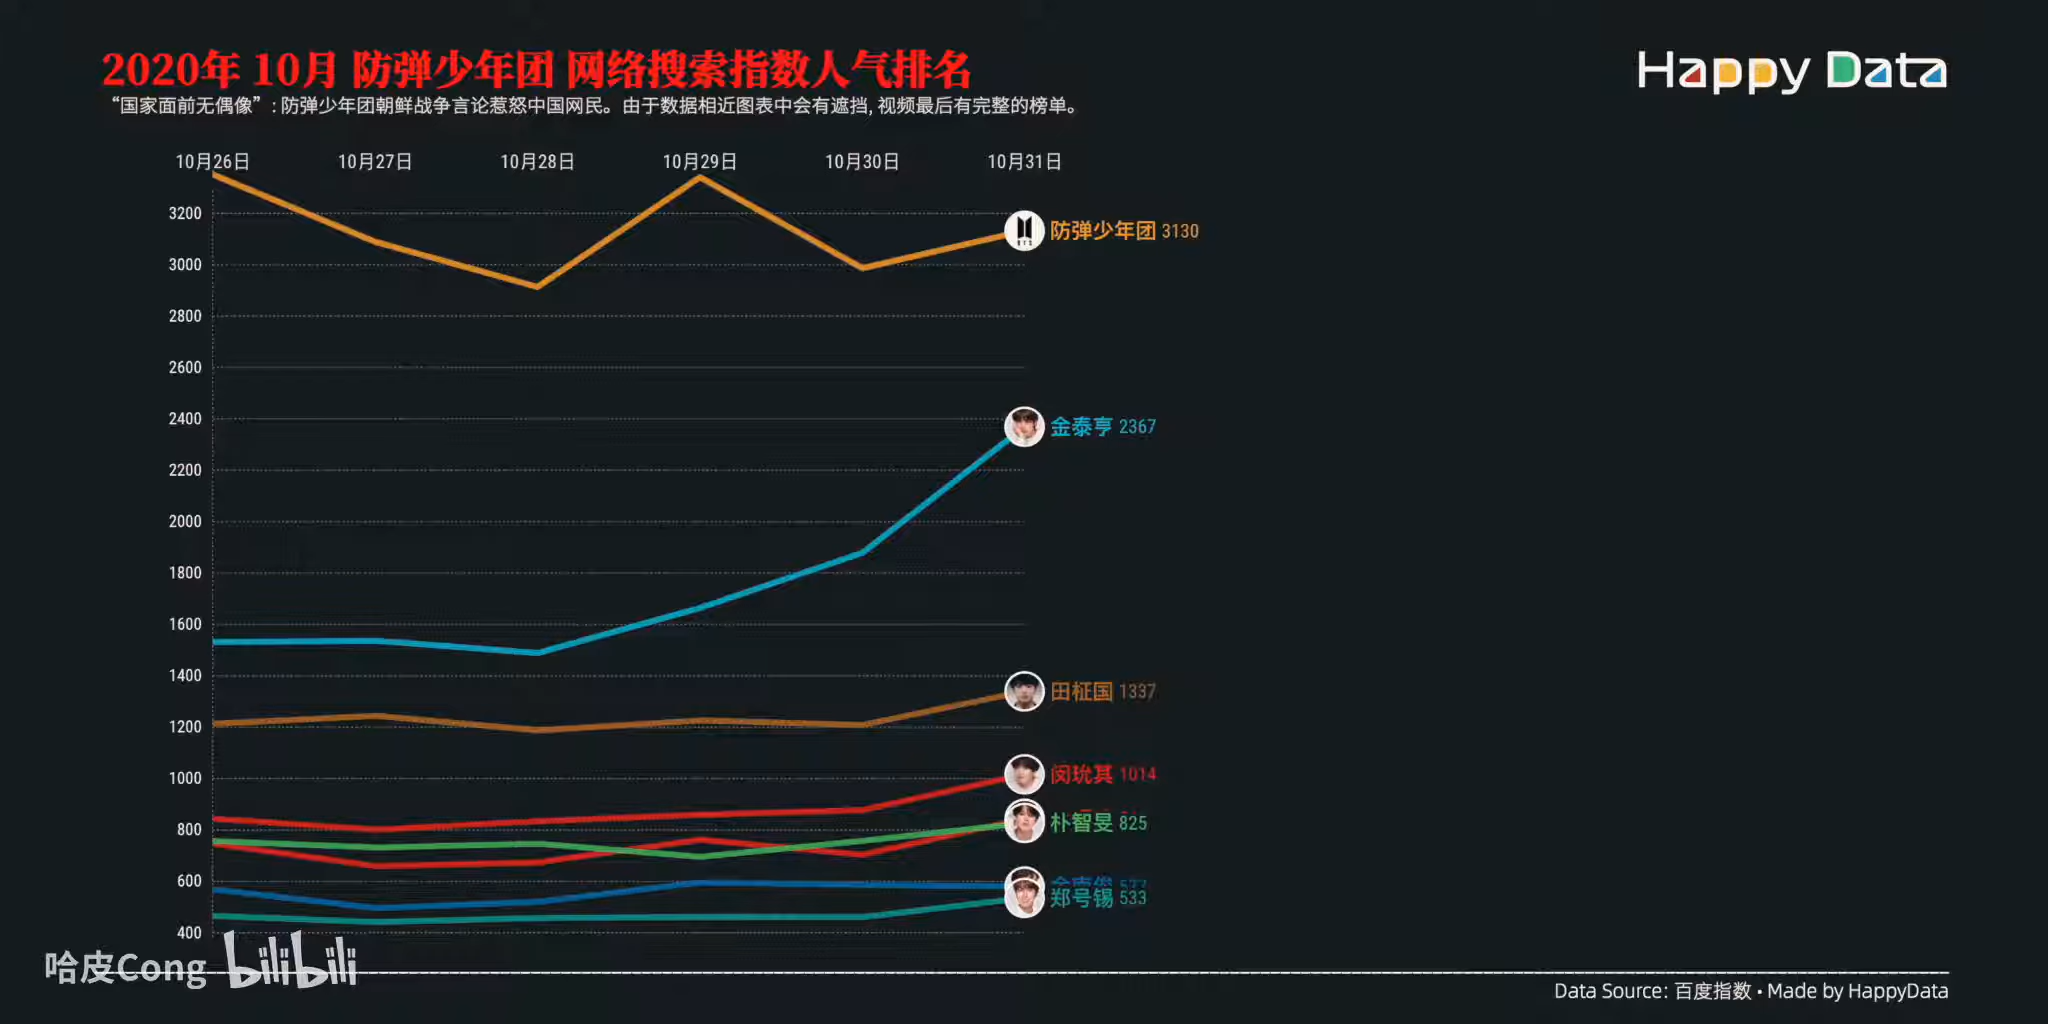 2020年 10月 防弹少年团 网络搜索指数人气排名
Happy Data
“国家面前无偶像”: 防弹少年团朝鲜战争言论惹怒中国网民。由于数据相近图表中会有遮挡, 视频最后有完整的榜单。
10月26日 10月27日 10月28日 10月29日 10月30日 10月31日
3200
防弹少年团 3130
3000
2800
2600
2400
金泰亨 2367
2200
2000
1800
1600
1400
田柾国 1337
1200
1000
闵玧其 1014
800
朴智旻 825
600
郑号锡 533
400
哈皮Cong bilibili
Data Source: 百度指数 • Made by HappyData